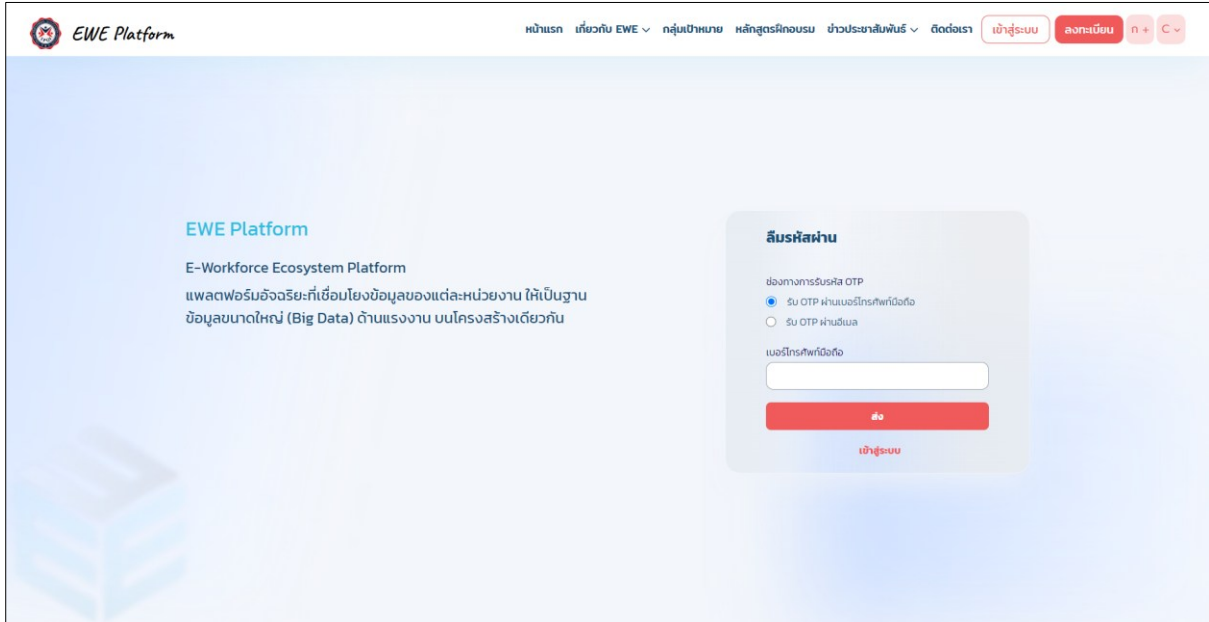 EWE Platform
หน้าแรก เกี่ยวกับ EWE กลุ่มเป้าหมาย หลักสูตรฝึกอบรม ข่าวประชาสัมพันธ์ ติดต่อเรา เข้าสู่ระบบ ลงทะเบียน ก + C
EWE Platform
E-Workforce Ecosystem Platform
แพลตฟอร์มอัจฉริยะที่เชื่อมโยงข้อมูลของแต่ละหน่วยงาน ให้เป็นฐาน
ข้อมูลขนาดใหญ่ (Big Data) ด้านแรงงาน บนโครงสร้างเดียวกัน
ลืมรหัสผ่าน
ช่องทางการรับรหัส OTP
รับ OTP ผ่านเบอร์โทรศัพท์มือถือ
รับ OTP ผ่านอีเมล
เบอร์โทรศัพท์มือถือ
ส่ง
เข้าสู่ระบบ